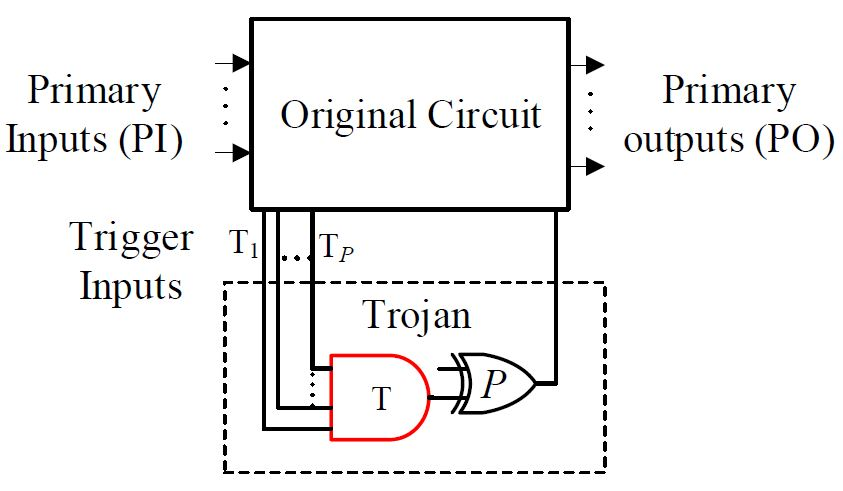 Primary
Inputs (PI)
Original Circuit
Primary
outputs (PO)
Trigger
Inputs
T1
TP
Trojan
T
P